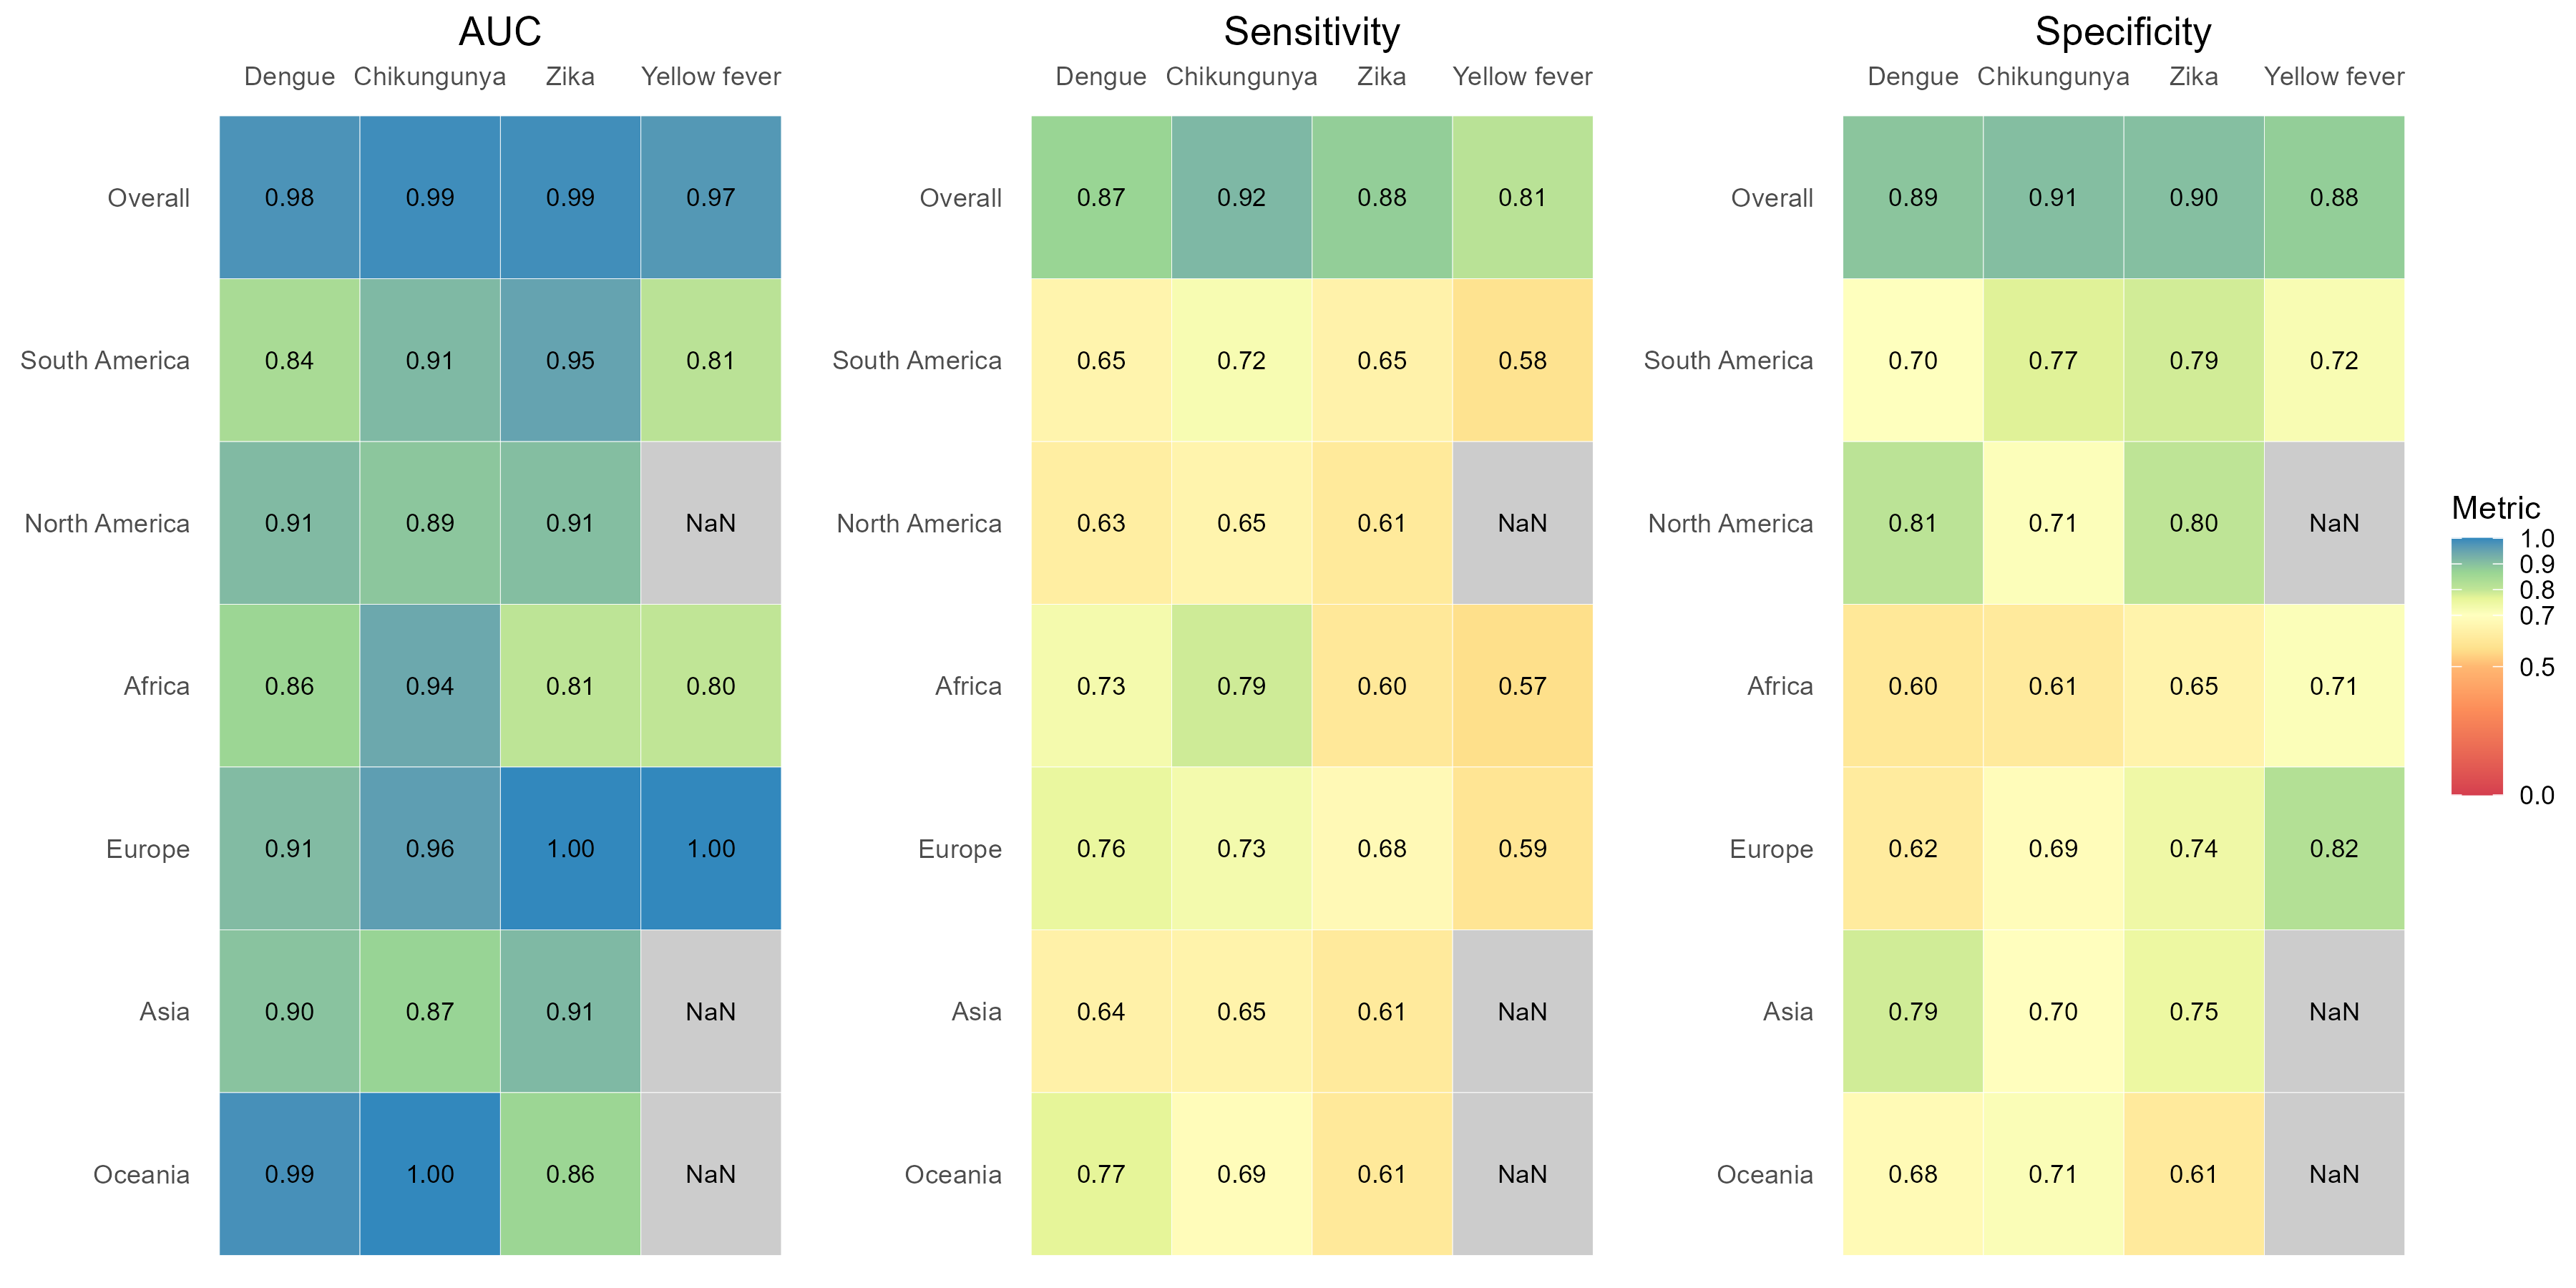 AUC Sensitivity Specificity
Dengue Chikungunya Zika Yellow fever Dengue Chikungunya Zika Yellow fever Dengue Chikungunya Zika Yellow fever
Overall 0.98 0.99 0.99 0.97 Overall 0.87 0.92 0.88 0.81 Overall 0.89 0.91 0.90 0.88
South America 0.84 0.91 0.95 0.81 South America 0.65 0.72 0.65 0.58 South America 0.70 0.77 0.79 0.72
North America 0.91 0.89 0.91 NaN North America 0.63 0.65 0.61 NaN North America 0.81 0.71 0.80 NaN
Africa 0.86 0.94 0.81 0.80 Africa 0.73 0.79 0.60 0.57 Africa 0.60 0.61 0.65 0.71
Europe 0.91 0.96 1.00 1.00 Europe 0.76 0.73 0.68 0.59 Europe 0.62 0.69 0.74 0.82
Asia 0.90 0.87 0.91 NaN Asia 0.64 0.65 0.61 NaN Asia 0.79 0.70 0.75 NaN
Oceania 0.99 1.00 0.86 NaN Oceania 0.77 0.69 0.61 NaN Oceania 0.68 0.71 0.61 NaN
Metric
1.0
0.9
0.8
0.7
0.5
0.0